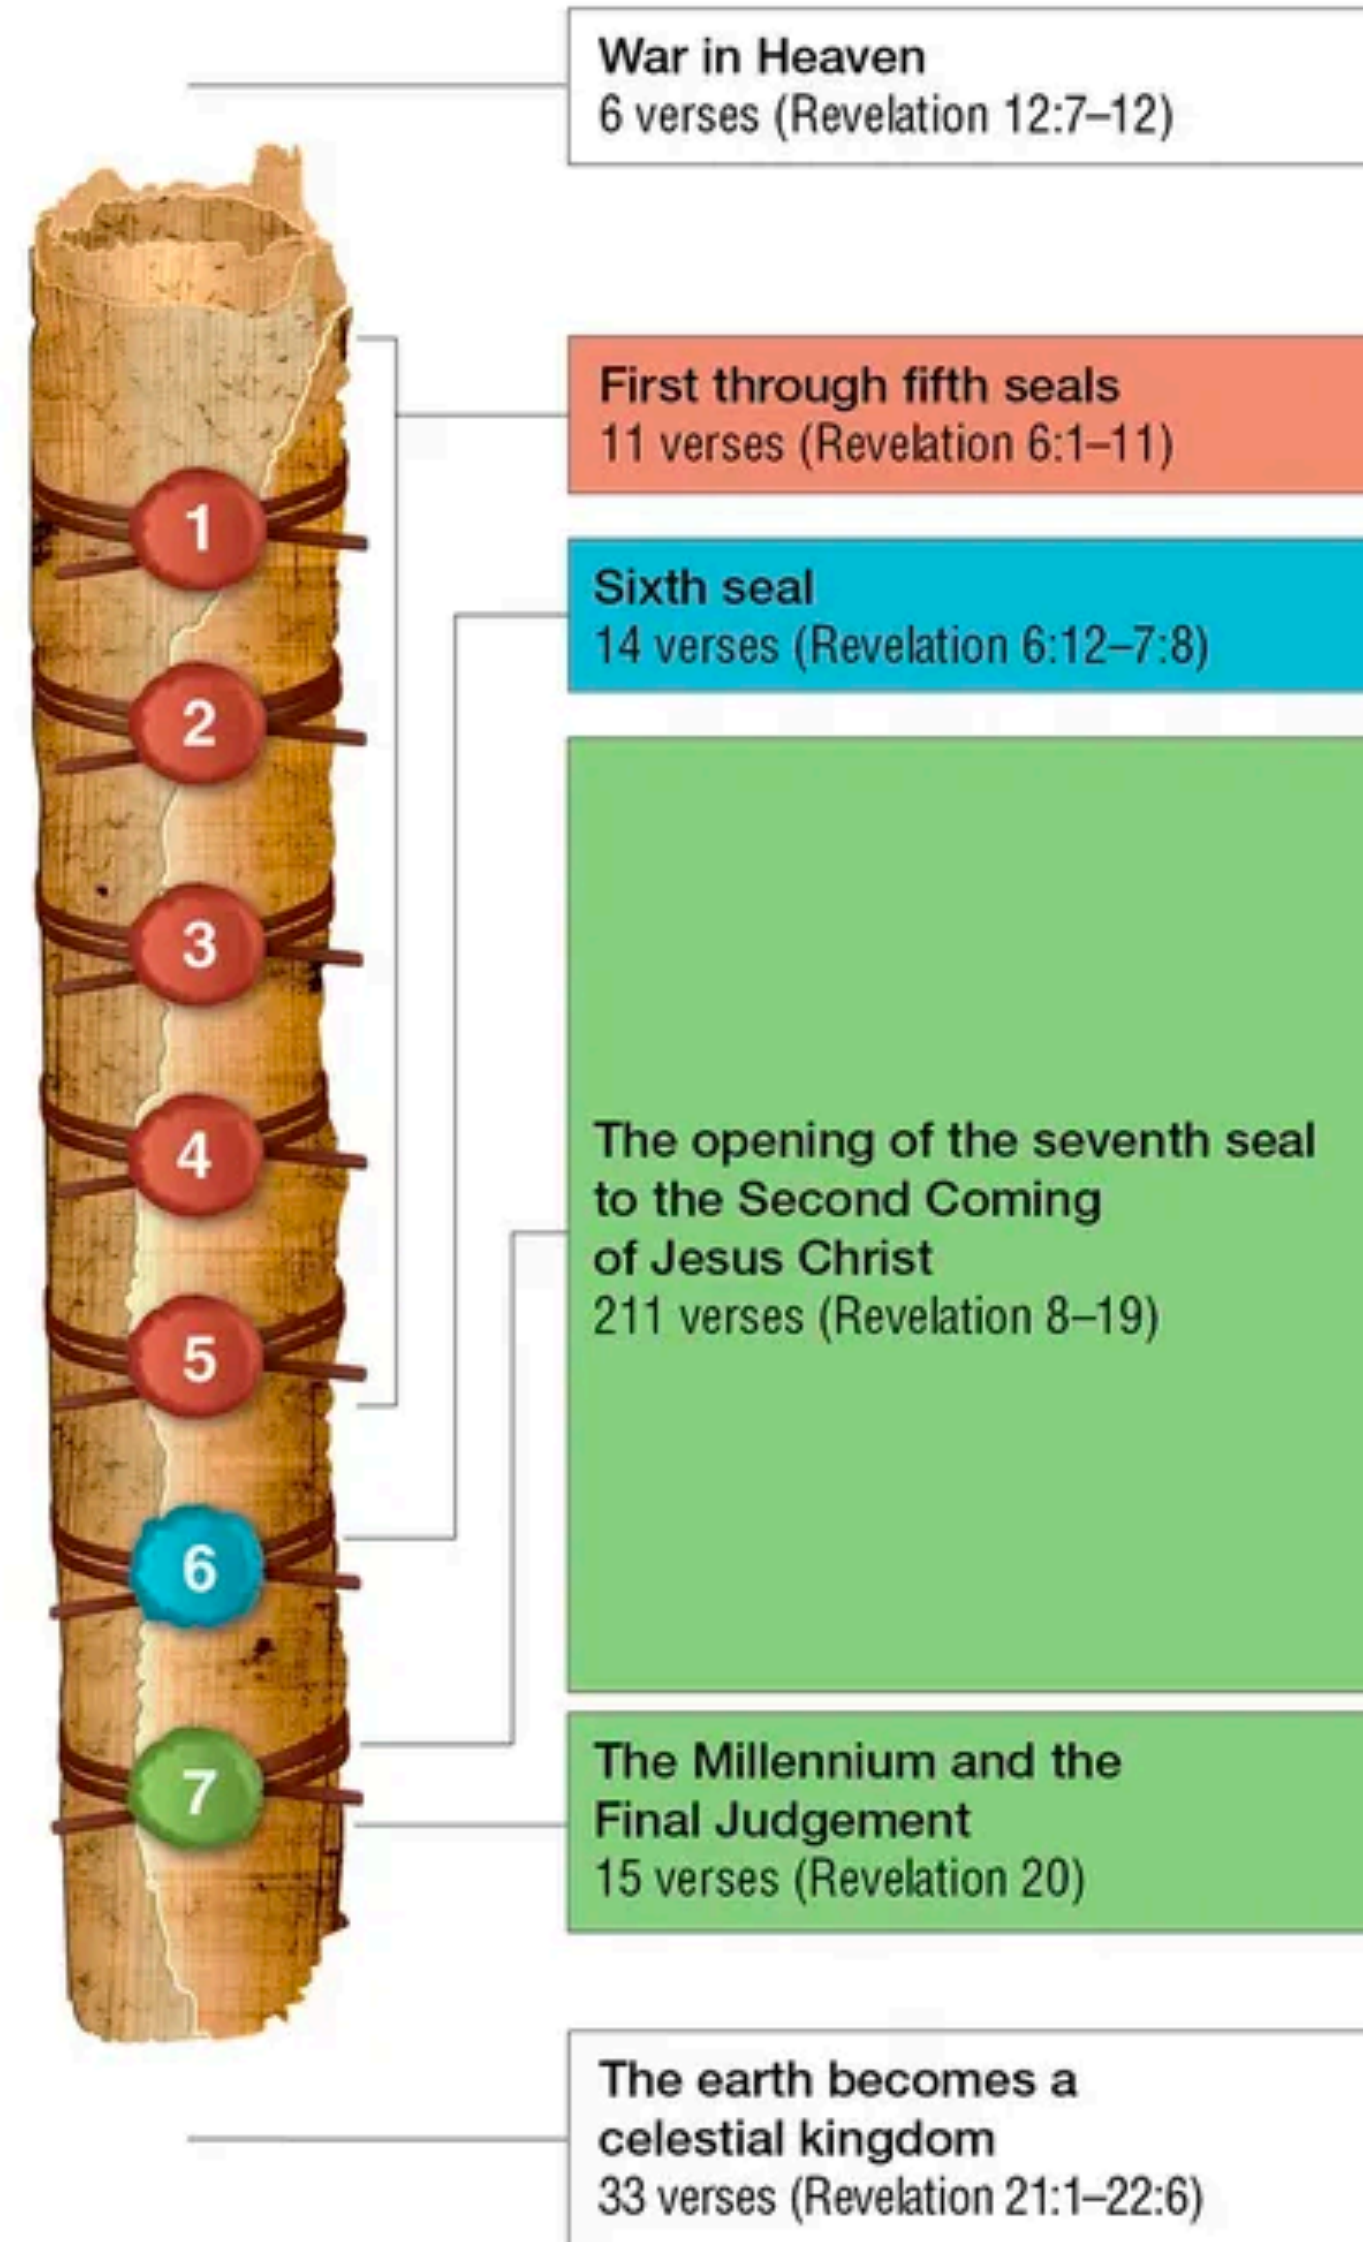 War in Heaven
6 verses (Revelation 12:7–12)
First through fifth seals
11 verses (Revelation 6:1–11)
1
Sixth seal
14 verses (Revelation 6:12–7:8)
2
3
4
The opening of the seventh seal
to the Second Coming
of Jesus Christ
211 verses (Revelation 8–19)
5
6
7
The Millennium and the
Final Judgement
15 verses (Revelation 20)
The earth becomes a
celestial kingdom
33 verses (Revelation 21:1–22:6)